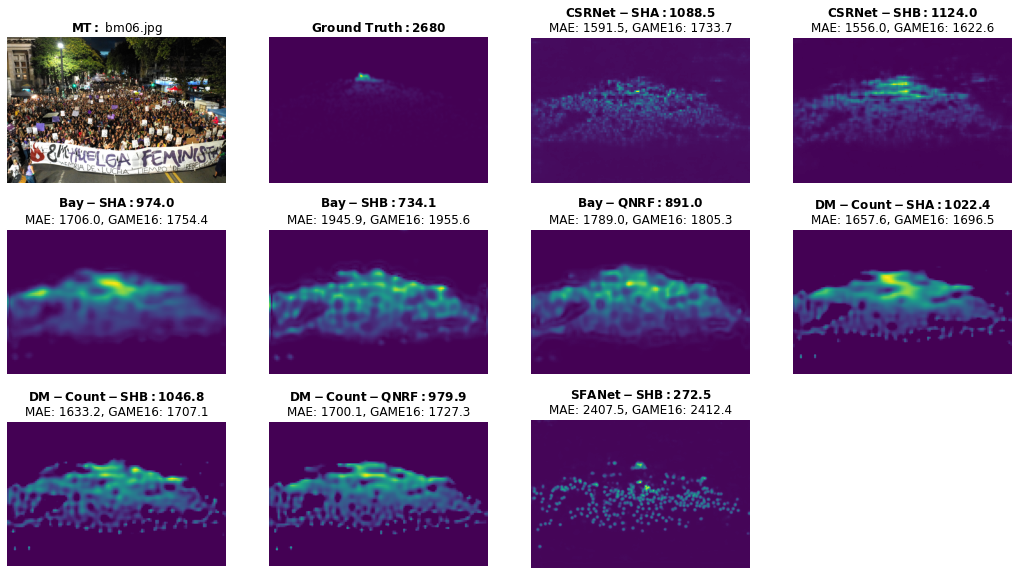 MT: bm06.jpg
Ground Truth: 2680
CSRNet - SHA: 1088.5
MAE: 1591.5, GAME16: 1733.7
CSRNet - SHB: 1124.0
MAE: 1556.0, GAME16: 1622.6
HUELGA FEMINISTA
Bay - SHA: 974.0
MAE: 1706.0, GAME16: 1754.4
Bay - SHB: 734.1
MAE: 1945.9, GAME16: 1955.6
Bay - QNRF: 891.0
MAE: 1789.0, GAME16: 1805.3
DM - Count - SHA: 1022.4
MAE: 1657.6, GAME16: 1696.5
DM - Count - SHB: 1046.8
MAE: 1633.2, GAME16: 1707.1
DM - Count - QNRF: 979.9
MAE: 1700.1, GAME16: 1727.3
SFANet - SHB: 272.5
MAE: 2407.5, GAME16: 2412.4